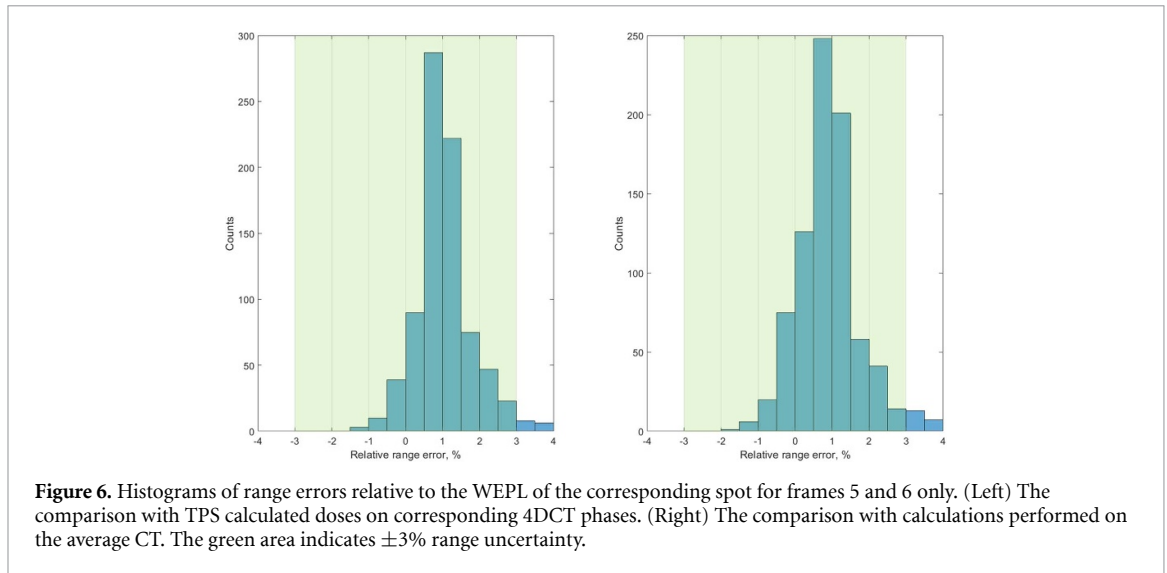 300
250
200
150
100
50
0
Counts
-4 -3 -2 -1 0 1 2 3 4
Relative range error, %
250
200
150
100
50
0
Counts
-4 -3 -2 -1 0 1 2 3 4
Relative range error, %
Figure 6. Histograms of range errors relative to the WEPL of the corresponding spot for frames 5 and 6 only. (Left) The
comparison with TPS calculated doses on corresponding 4DCT phases. (Right) The comparison with calculations performed on
the average CT. The green area indicates ±3% range uncertainty.